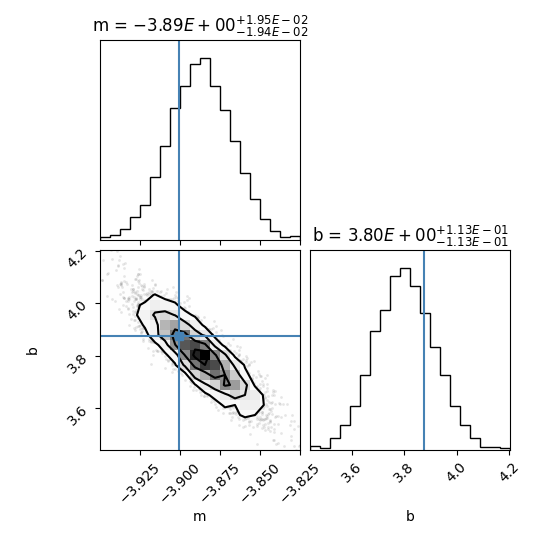 m = −3.89E + 00+1.95E − 02 −1.94E − 02
b = 3.80E + 00+1.13E − 01 −1.13E − 01
4.2
4.0
3.8
3.6
b
−3.925
−3.900
−3.875
−3.850
−3.825
m
3.6
3.8
4.0
4.2
b